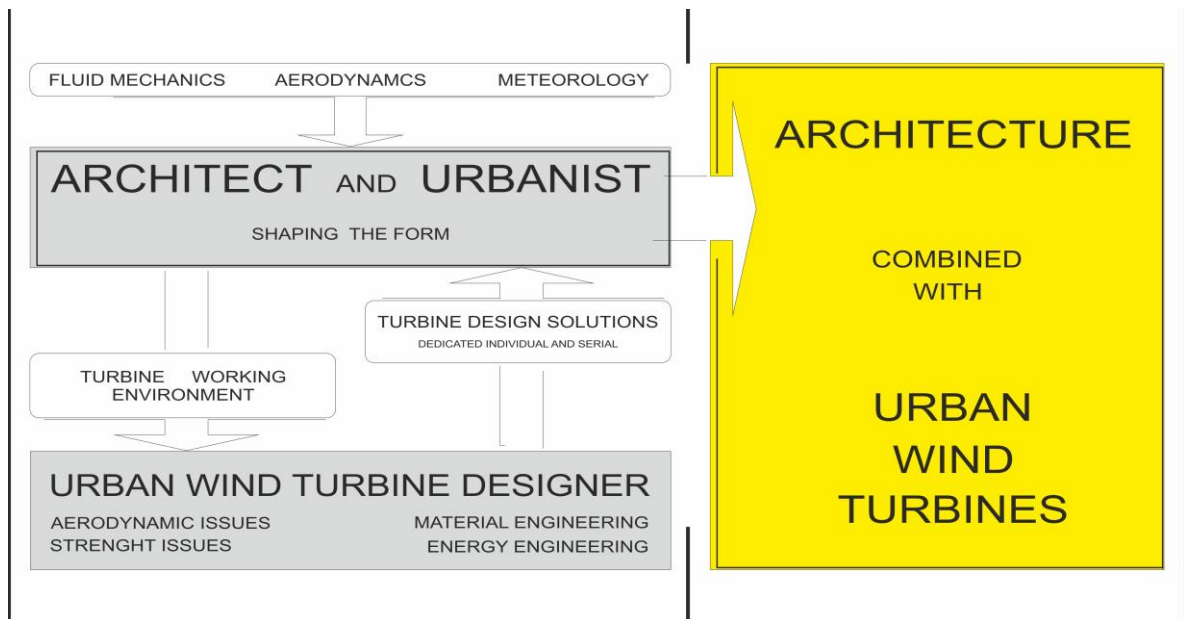 FLUID MECHANICS AERODYNAMCS METEOROLOGY
ARCHITECT AND URBANIST
SHAPING THE FORM
TURBINE DESIGN SOLUTIONS
DEDICATED INDIVIDUAL AND SERIAL
TURBINE WORKING
ENVIRONMENT
URBAN WIND TURBINE DESIGNER
AERODYNAMIC ISSUES MATERIAL ENGINEERING
STRENGHT ISSUES ENERGY ENGINEERING
ARCHITECTURE
COMBINED
WITH
URBAN
WIND
TURBINES